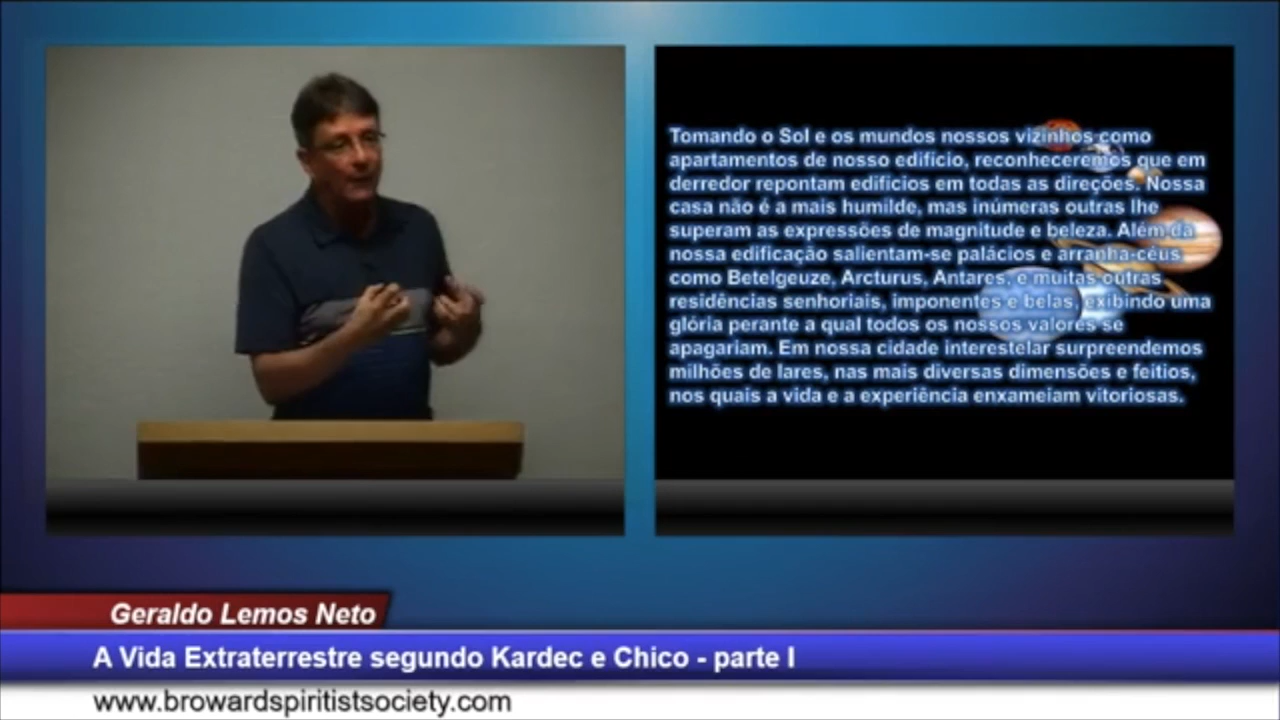 Tomando o Sol e os mundos nossos vizinhos como
apartamentos de nosso edifício, reconheceremos que em
derredor repontam edifícios em todas as direções. Nossa
casa não é a mais humilde, mas inúmeras outras lhe
superam as expressões de magnitude e beleza. Além da
nossa edificação salientam-se palácios e arranha-céus
como Betelgeuze, Arcturus, Antares, e muitas outras
residências senhoriais, imponentes e belas, exibindo uma
glória perante a qual todos os nossos valores se
apagariam. Em nossa cidade interestelar surpreendemos
milhões de lares, nas mais diversas dimensões e feitios,
nos quais a vida e a experiência enxameiam vitoriosas.
Geraldo Lemos Neto
A Vida Extraterrestre segundo Kardec e Chico - parte I
www.browardspiritistsociety.com